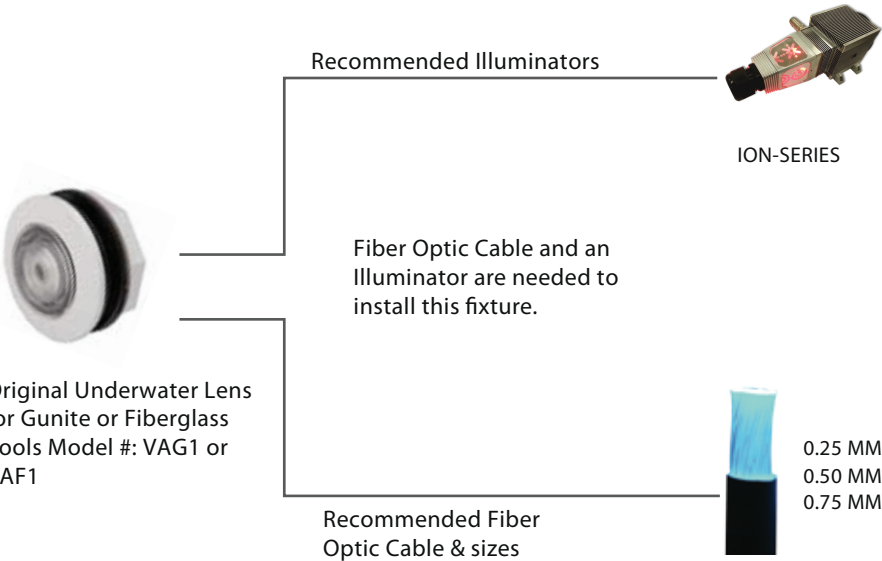 Recommended Illuminators
ION-SERIES
Fiber Optic Cable and an
Illuminator are needed to
install this fixture.
Original Underwater Lens
or Gunite or Fiberglass
ools Model #: VAG1 or
AF1
0.25 MM
0.50 MM
0.75 MM
Recommended Fiber
Optic Cable & sizes